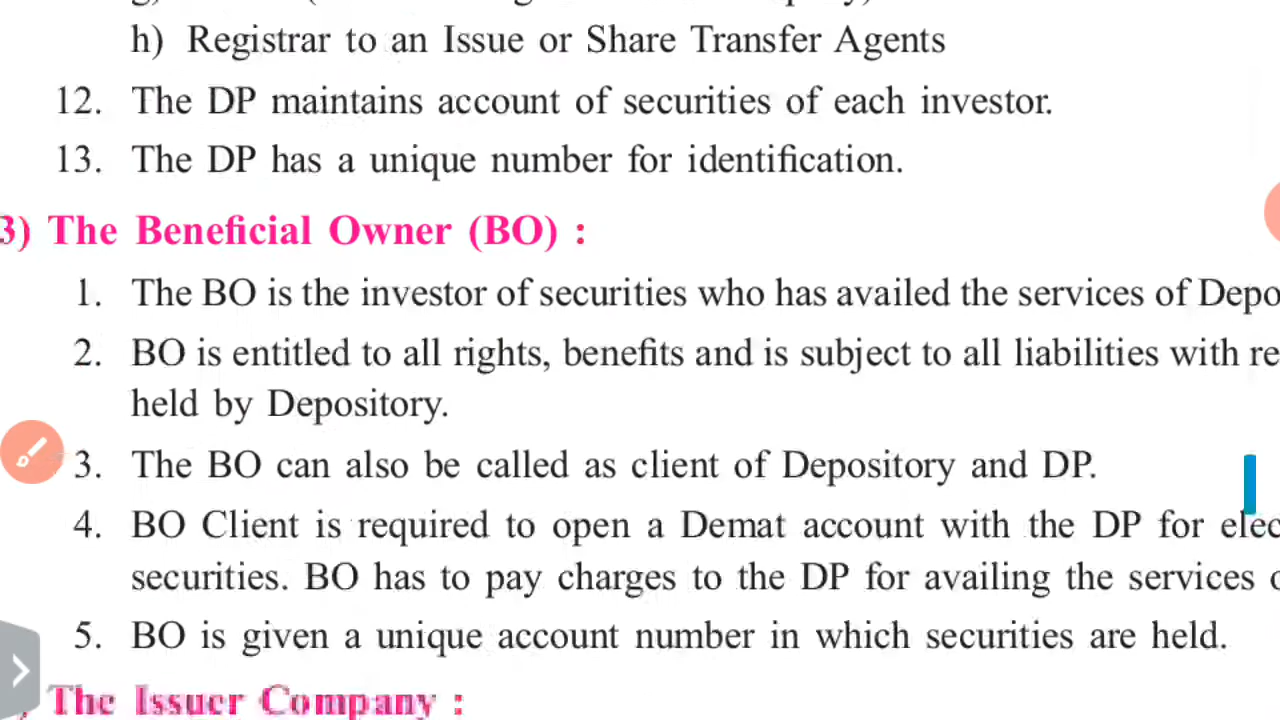 h) Registrar to an Issue or Share Transfer Agents
12. The DP maintains account of securities of each investor.
13. The DP has a unique number for identification.
3) The Beneficial Owner (BO) :
1. The BO is the investor of securities who has availed the services of Depo
2. BO is entitled to all rights, benefits and is subject to all liabilities with re
held by Depository.
3. The BO can also be called as client of Depository and DP.
4. BO Client is required to open a Demat account with the DP for elec
securities. BO has to pay charges to the DP for availing the services
5. BO is given a unique account number in which securities are held.
The Issuer Company :